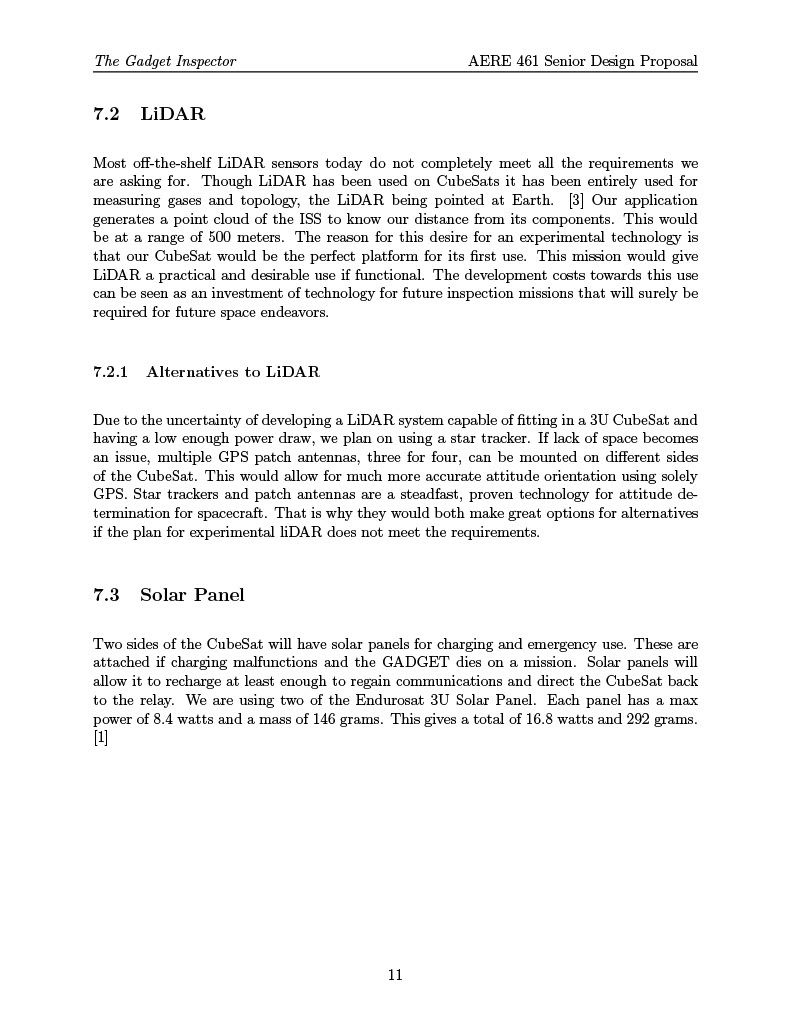 The Gadget Inspector AERE 461 Senior Design Proposal
7.2 LiDAR
Most off-the-shelf LiDAR sensors today do not completely meet all the requirements we
are asking for. Though LiDAR has been used on CubeSats it has been entirely used for
measuring gases and topology, the LiDAR being pointed at Earth. [3] Our application
generates a point cloud of the ISS to know our distance from its components. This would
be at a range of 500 meters. The reason for this desire for an experimental technology is
that our CubeSat would be the perfect platform for its first use. This mission would give
LiDAR a practical and desirable use if functional. The development costs towards this use
can be seen as an investment of technology for future inspection missions that will surely be
required for future space endeavors.
7.2.1 Alternatives to LiDAR
Due to the uncertainty of developing a LiDAR system capable of fitting in a 3U CubeSat and
having a low enough power draw, we plan on using a star tracker. If lack of space becomes
an issue, multiple GPS patch antennas, three for four, can be mounted on different sides
of the CubeSat. This would allow for much more accurate attitude orientation using solely
GPS. Star trackers and patch antennas are a steadfast, proven technology for attitude de-
termination for spacecraft. That is why they would both make great options for alternatives
if the plan for experimental liDAR does not meet the requirements.
7.3 Solar Panel
Two sides of the CubeSat will have solar panels for charging and emergency use. These are
attached if charging malfunctions and the GADGET dies on a mission. Solar panels will
allow it to recharge at least enough to regain communications and direct the CubeSat back
to the relay. We are using two of the Endurosat 3U Solar Panel. Each panel has a max
power of 8.4 watts and a mass of 146 grams. This gives a total of 16.8 watts and 292 grams.
[1]
11